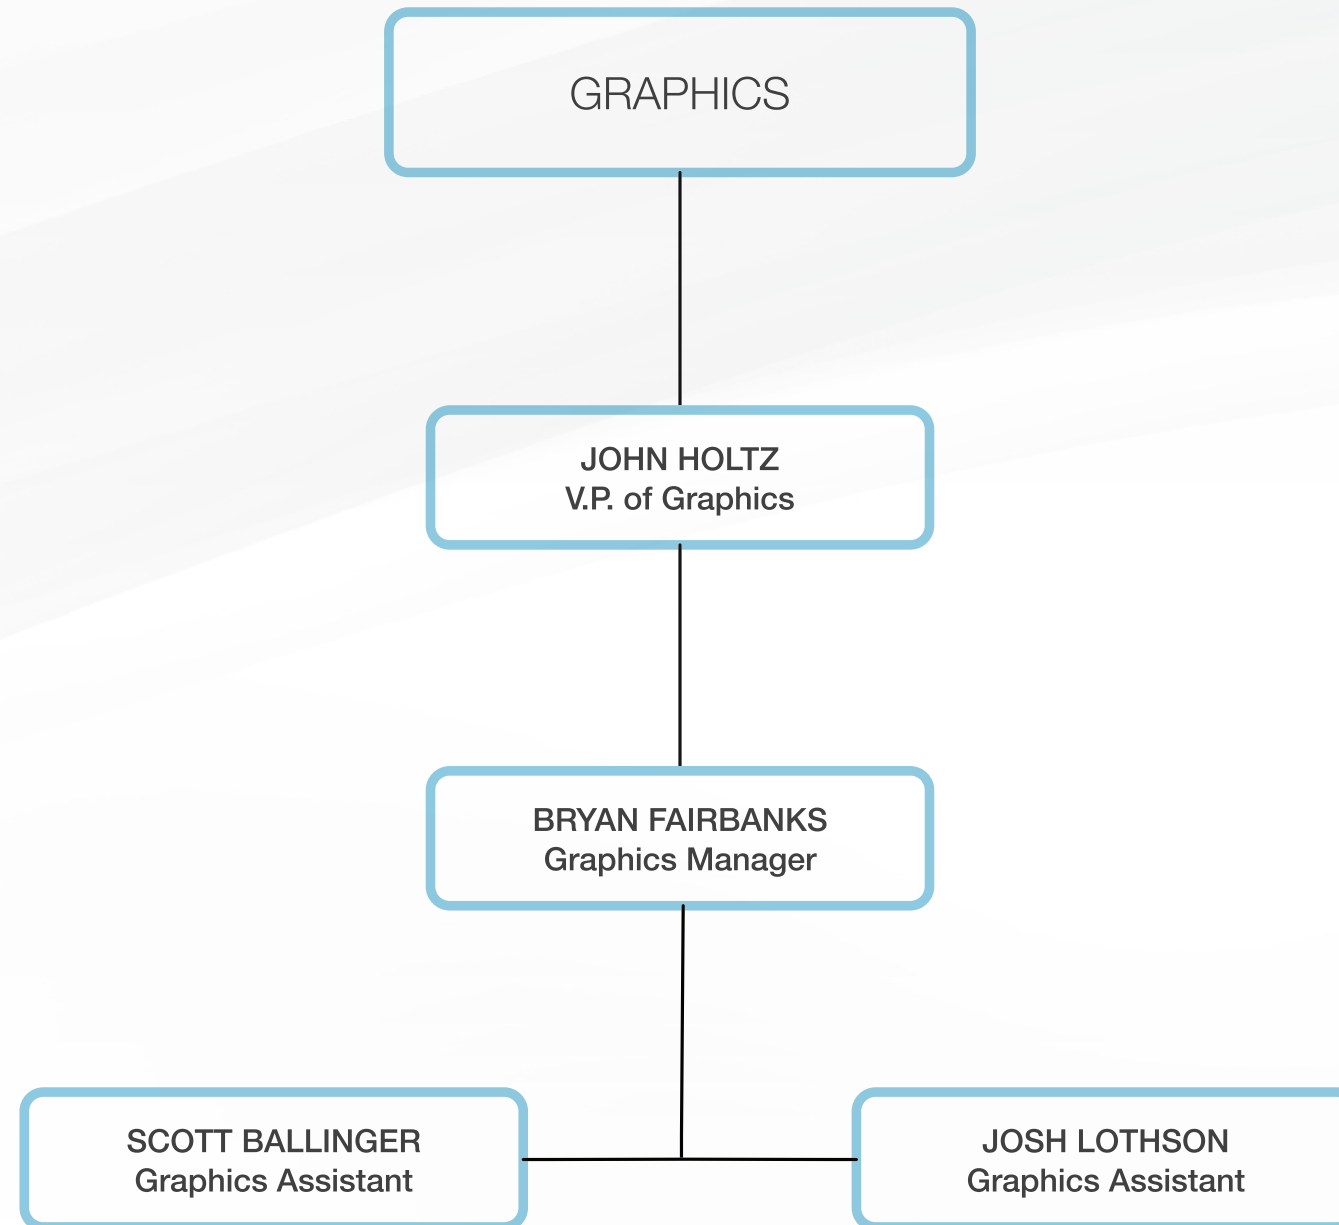 GRAPHICS
JOHN HOLTZ
V.P. of Graphics
BRYAN FAIRBANKS
Graphics Manager
SCOTT BALLINGER
Graphics Assistant
JOSH LOTHSON
Graphics Assistant